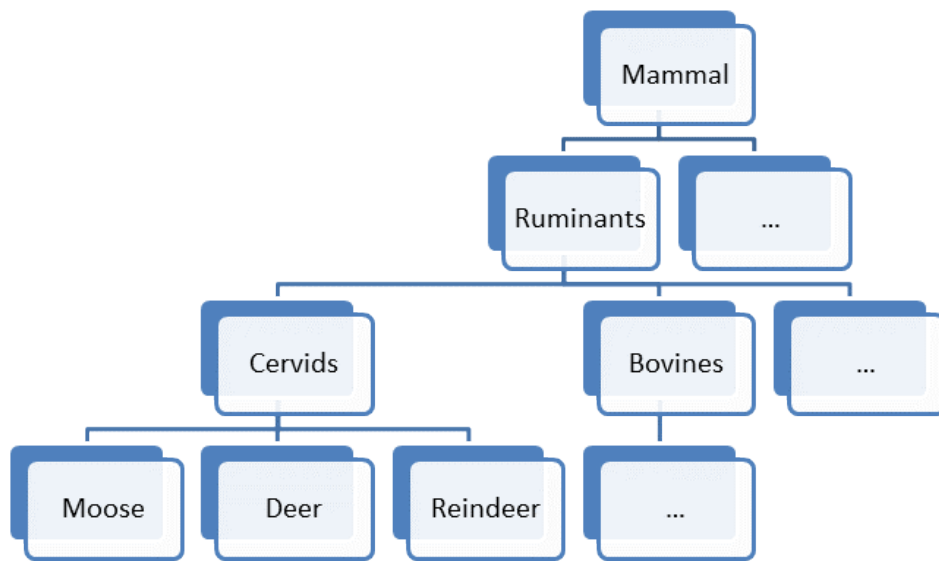 Mammal
Ruminants
...
Cervids
Bovines
...
Moose
Deer
Reindeer
...